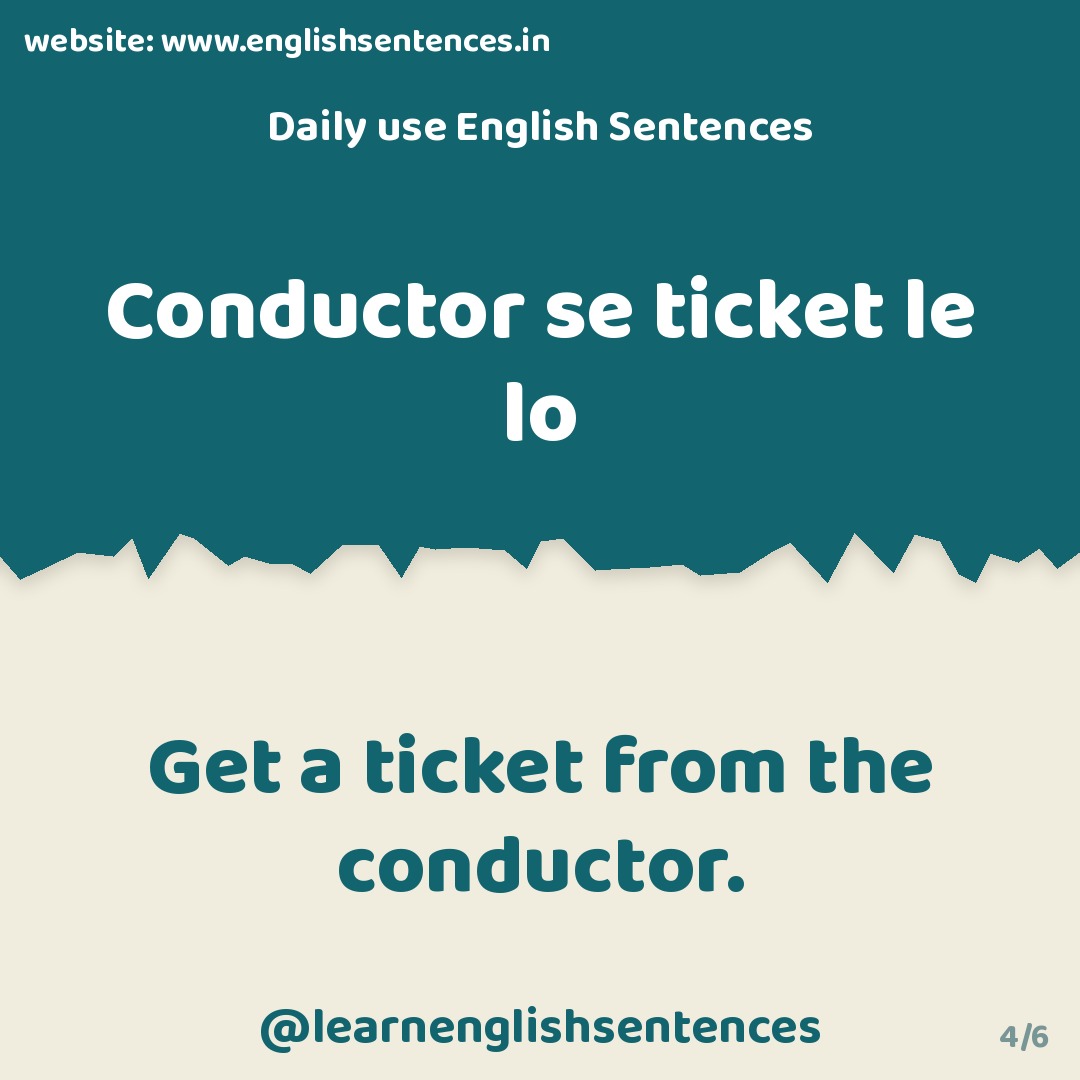 website: www.englishsentences.in
Daily use English Sentences
Conductor se ticket le
lo
Get a ticket from the
conductor.
@learnenglishsentences
4/6